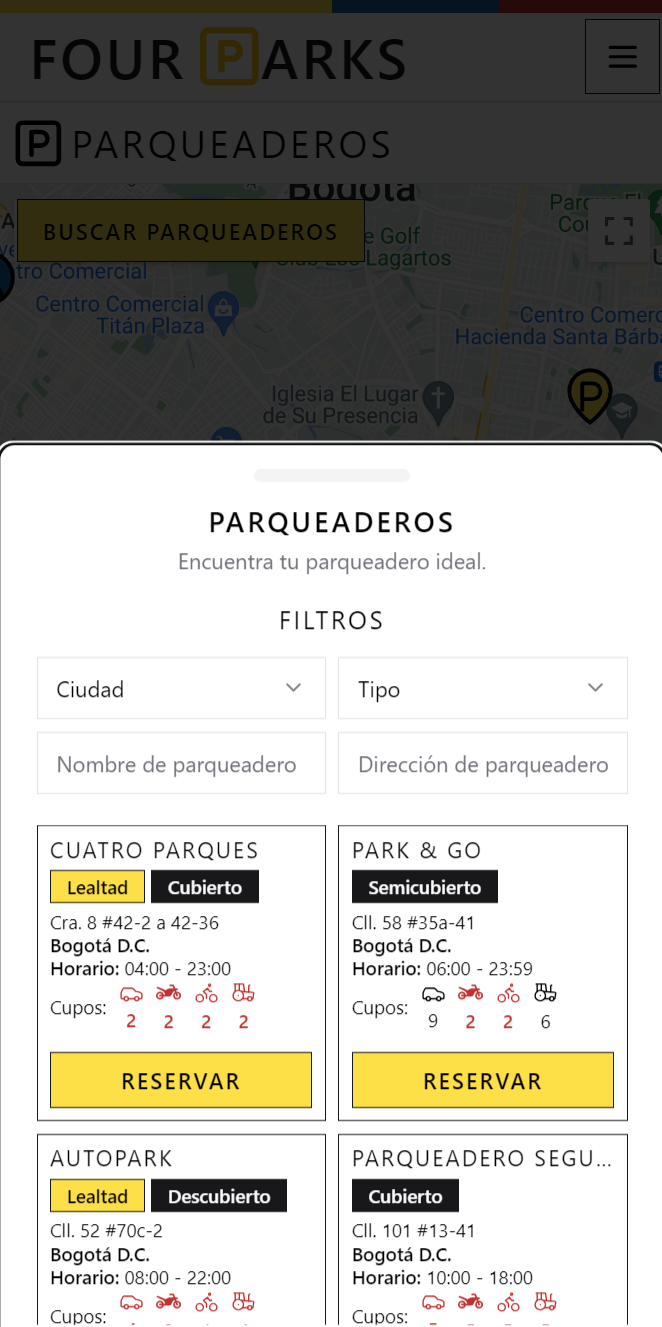 FOUR PARKS
P PARQUEADEROS
Bogotá
BUSCAR PARQUEADEROS
e Golf
Club Los Lagartos
tro Comercial
Centro Comercial
Titán Plaza
Centro Comerc
Hacienda Santa Bárba
Iglesia El Lugar
de Su Presencia
P
PARQUEADEROS
Encuentra tu parqueadero ideal.
FILTROS
Ciudad
Tipo
Nombre de parqueadero
Dirección de parqueadero
CUATRO PARQUES
Lealtad Cubierto
Cra. 8 #42-2 a 42-36
Bogotá D.C.
Horario: 04:00 - 23:00
Cupos:
2 2 2 2
RESERVAR
PARK & GO
Semicubierto
Cll. 58 #35a-41
Bogotá D.C.
Horario: 06:00 - 23:59
Cupos:
9 2 2 6
RESERVAR
AUTOPARK
Lealtad Descubierto
Cll. 52 #70c-2
Bogotá D.C.
Horario: 08:00 - 22:00
Cupos:
PARQUEADERO SEGU...
Cubierto
Cll. 101 #13-41
Bogotá D.C.
Horario: 10:00 - 18:00
Cupos: